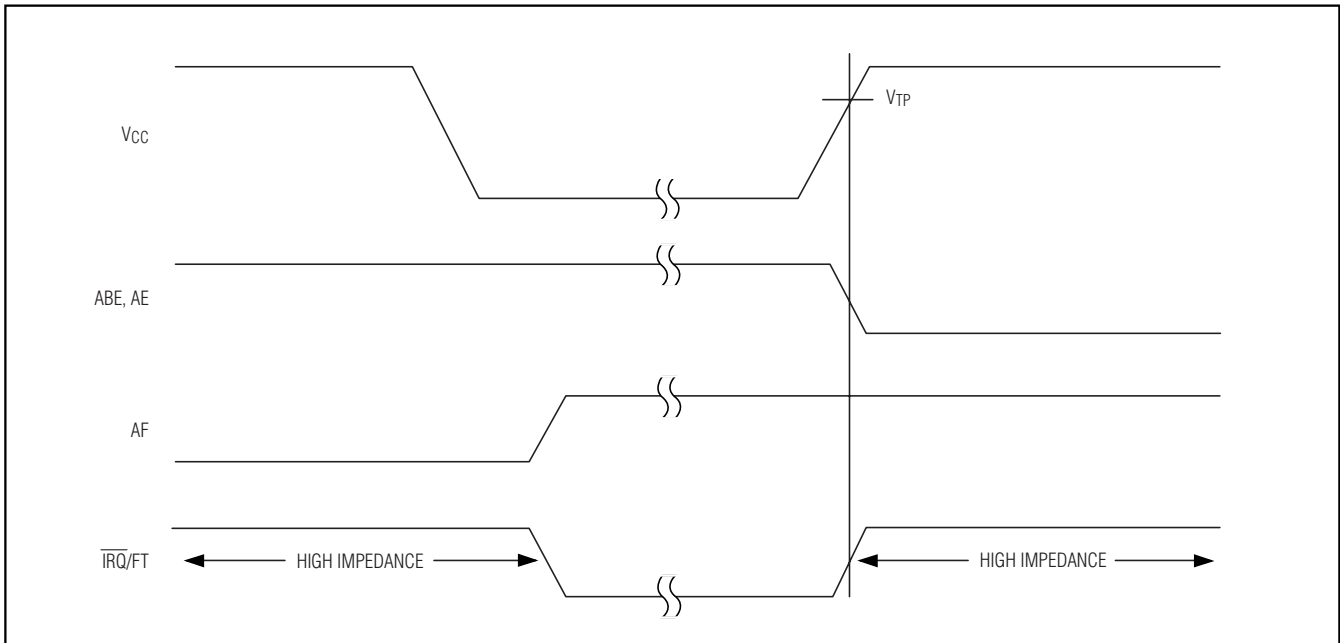 VCC
VTP
ABE, AE
AF
IRQ/FT
HIGH IMPEDANCE
HIGH IMPEDANCE